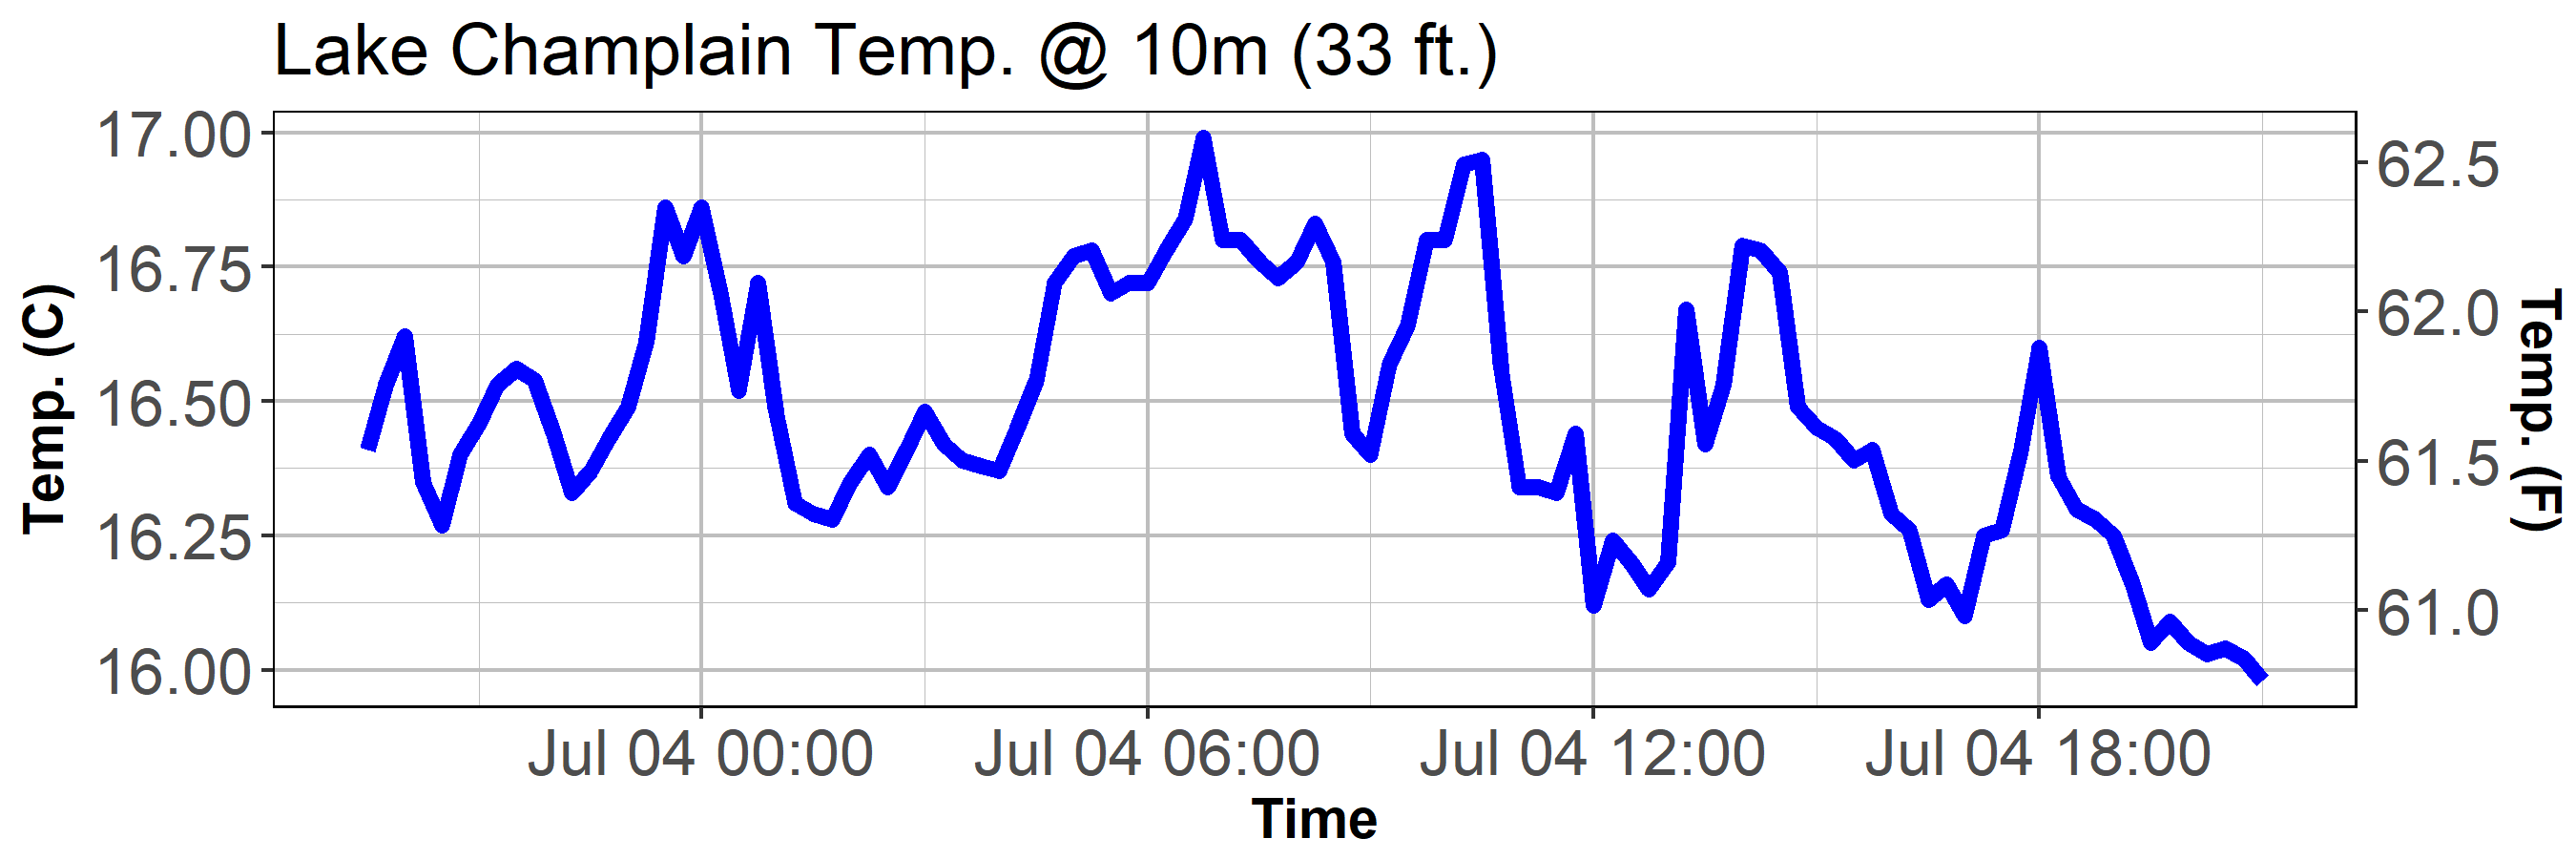 Lake Champlain Temp. @ 10m (33 ft.)
17.00
16.75
16.50
16.25
16.00
Temp. (C)
62.5
62.0
61.5
61.0
Temp. (F)
Jul 04 00:00
Jul 04 06:00
Jul 04 12:00
Jul 04 18:00
Time